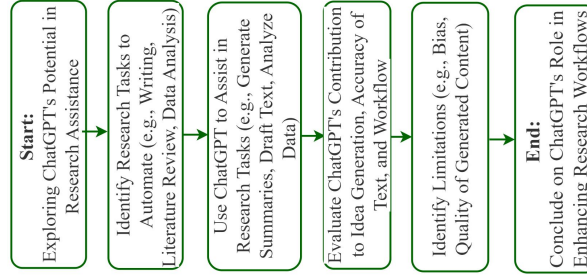 Start:
Exploring ChatGPT's Potential in
Research Assistance
Identify Research Tasks to
Automate (e.g., Writing,
Literature Review, Data Analysis)
Use ChatGPT to Assist in
Research Tasks (e.g., Generate
Summaries, Draft Text, Analyze
Data)
Evaluate ChatGPT's Contribution
to Idea Generation, Accuracy of
Text, and Workflow
Identify Limitations (e.g., Bias,
Quality of Generated Content)
End:
Conclude on ChatGPT's Role in
Enhancing Research Workflows